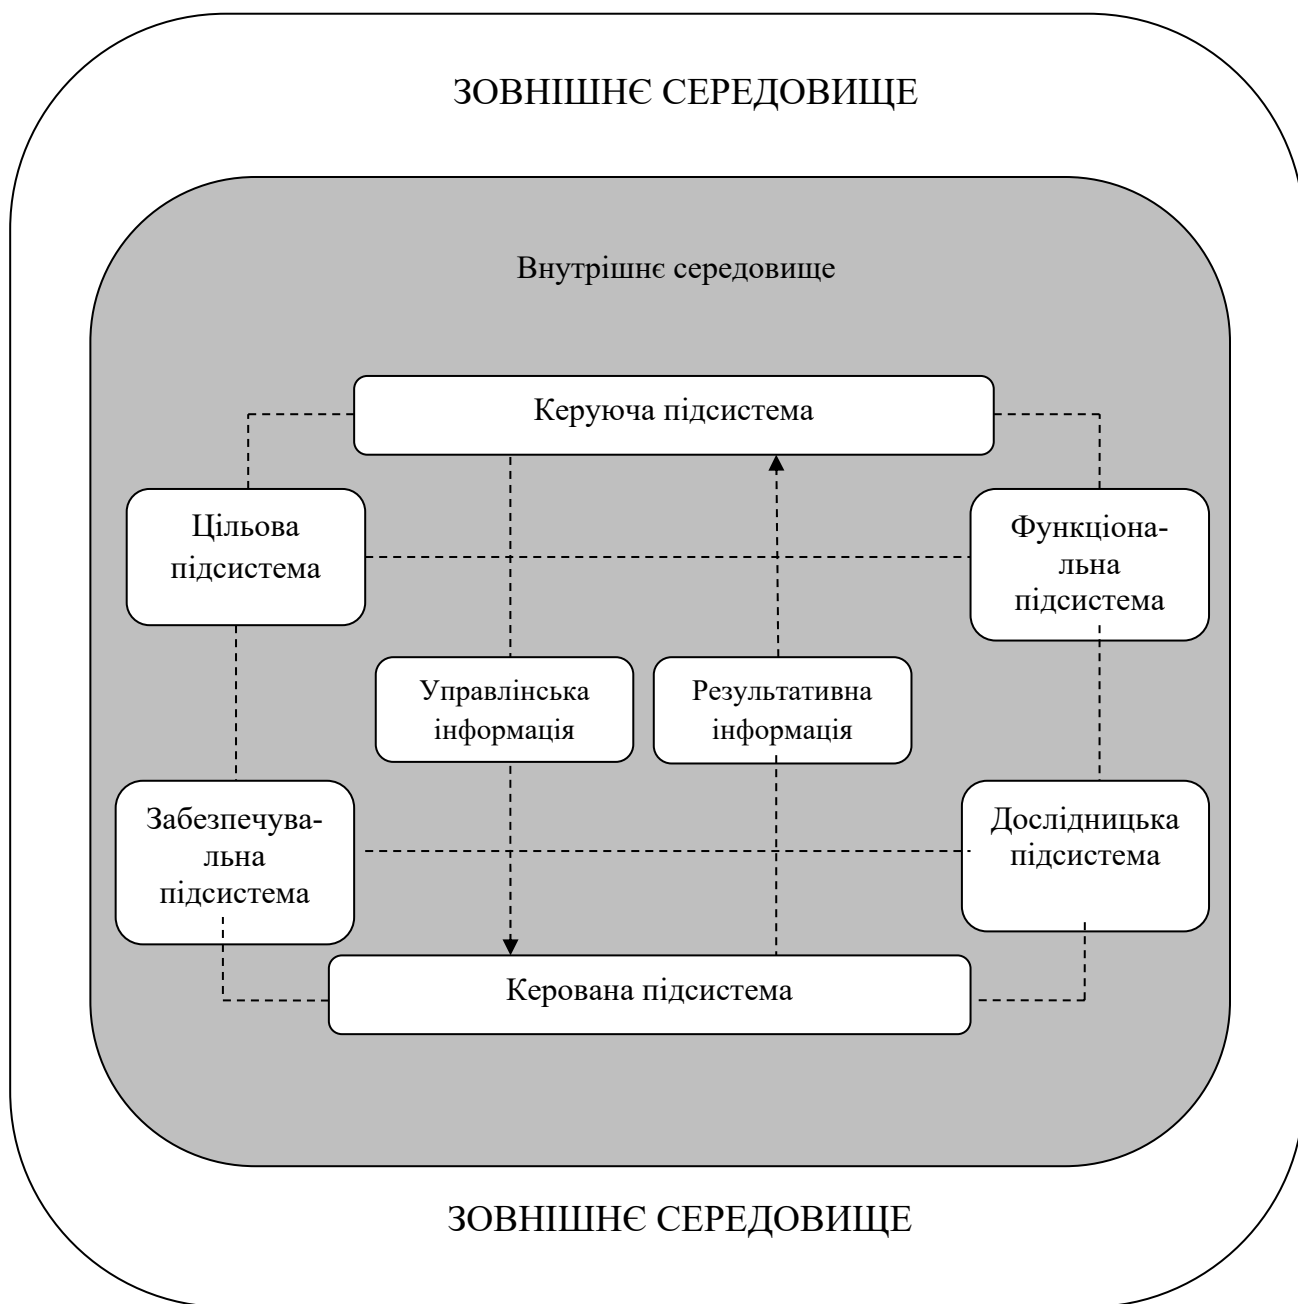 ЗОВНІШНЄ СЕРЕДОВИЩЕ
Внутрішнє середовище
Керуюча підсистема
Цільова
підсистема
Функціона-
льна
підсистема
Управлінська
інформація
Результативна
інформація
Забезпечува-
льна
підсистема
Дослідницька
підсистема
Керована підсистема
ЗОВНІШНЄ СЕРЕДОВИЩЕ